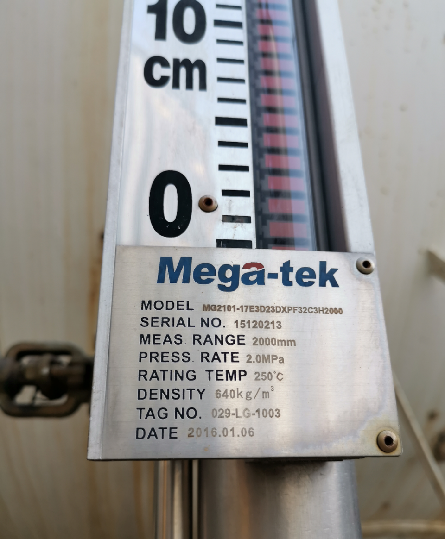 10
cm
0
Mega-tek
MODEL MG2101-17E3D23DXPF32C3H2000
SERIAL NO. 15120213
MEAS. RANGE 2000mm
PRESS. RATE 2.0MPa
RATING TEMP 250°C
DENSITY 640kg/m³
TAG NO. 029-LG-1003
DATE 2016.01.06